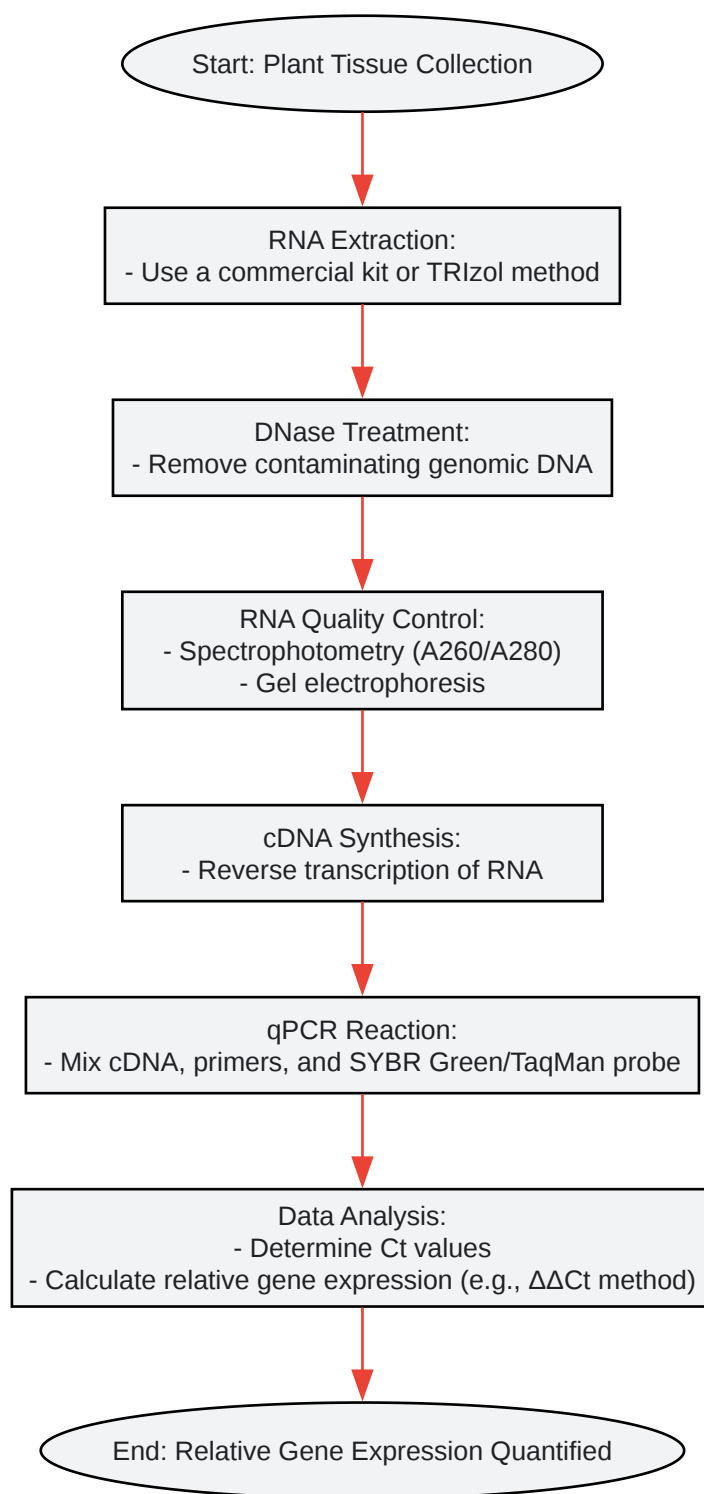 Start: Plant Tissue Collection
RNA Extraction:
- Use a commercial kit or TRIzol method
DNase Treatment:
- Remove contaminating genomic DNA
RNA Quality Control:
- Spectrophotometry (A260/A280)
- Gel electrophoresis
cDNA Synthesis:
- Reverse transcription of RNA
qPCR Reaction:
- Mix cDNA, primers, and SYBR Green/TaqMan probe
Data Analysis:
- Determine Ct values
- Calculate relative gene expression (e.g., ΔΔCt method)
End: Relative Gene Expression Quantified